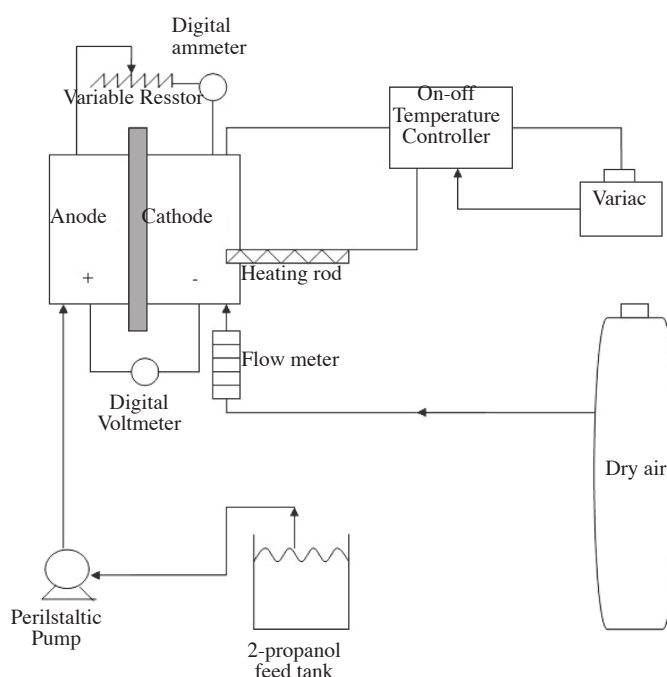 Digital
ammeter
Variable Resstor
On-off
Temperature
Controller
Variac
Anode
Cathode
+
-
Heating rod
Flow meter
Digital
Voltmeter
Dry air
Perilstaltic
Pump
2-propanol
feed tank